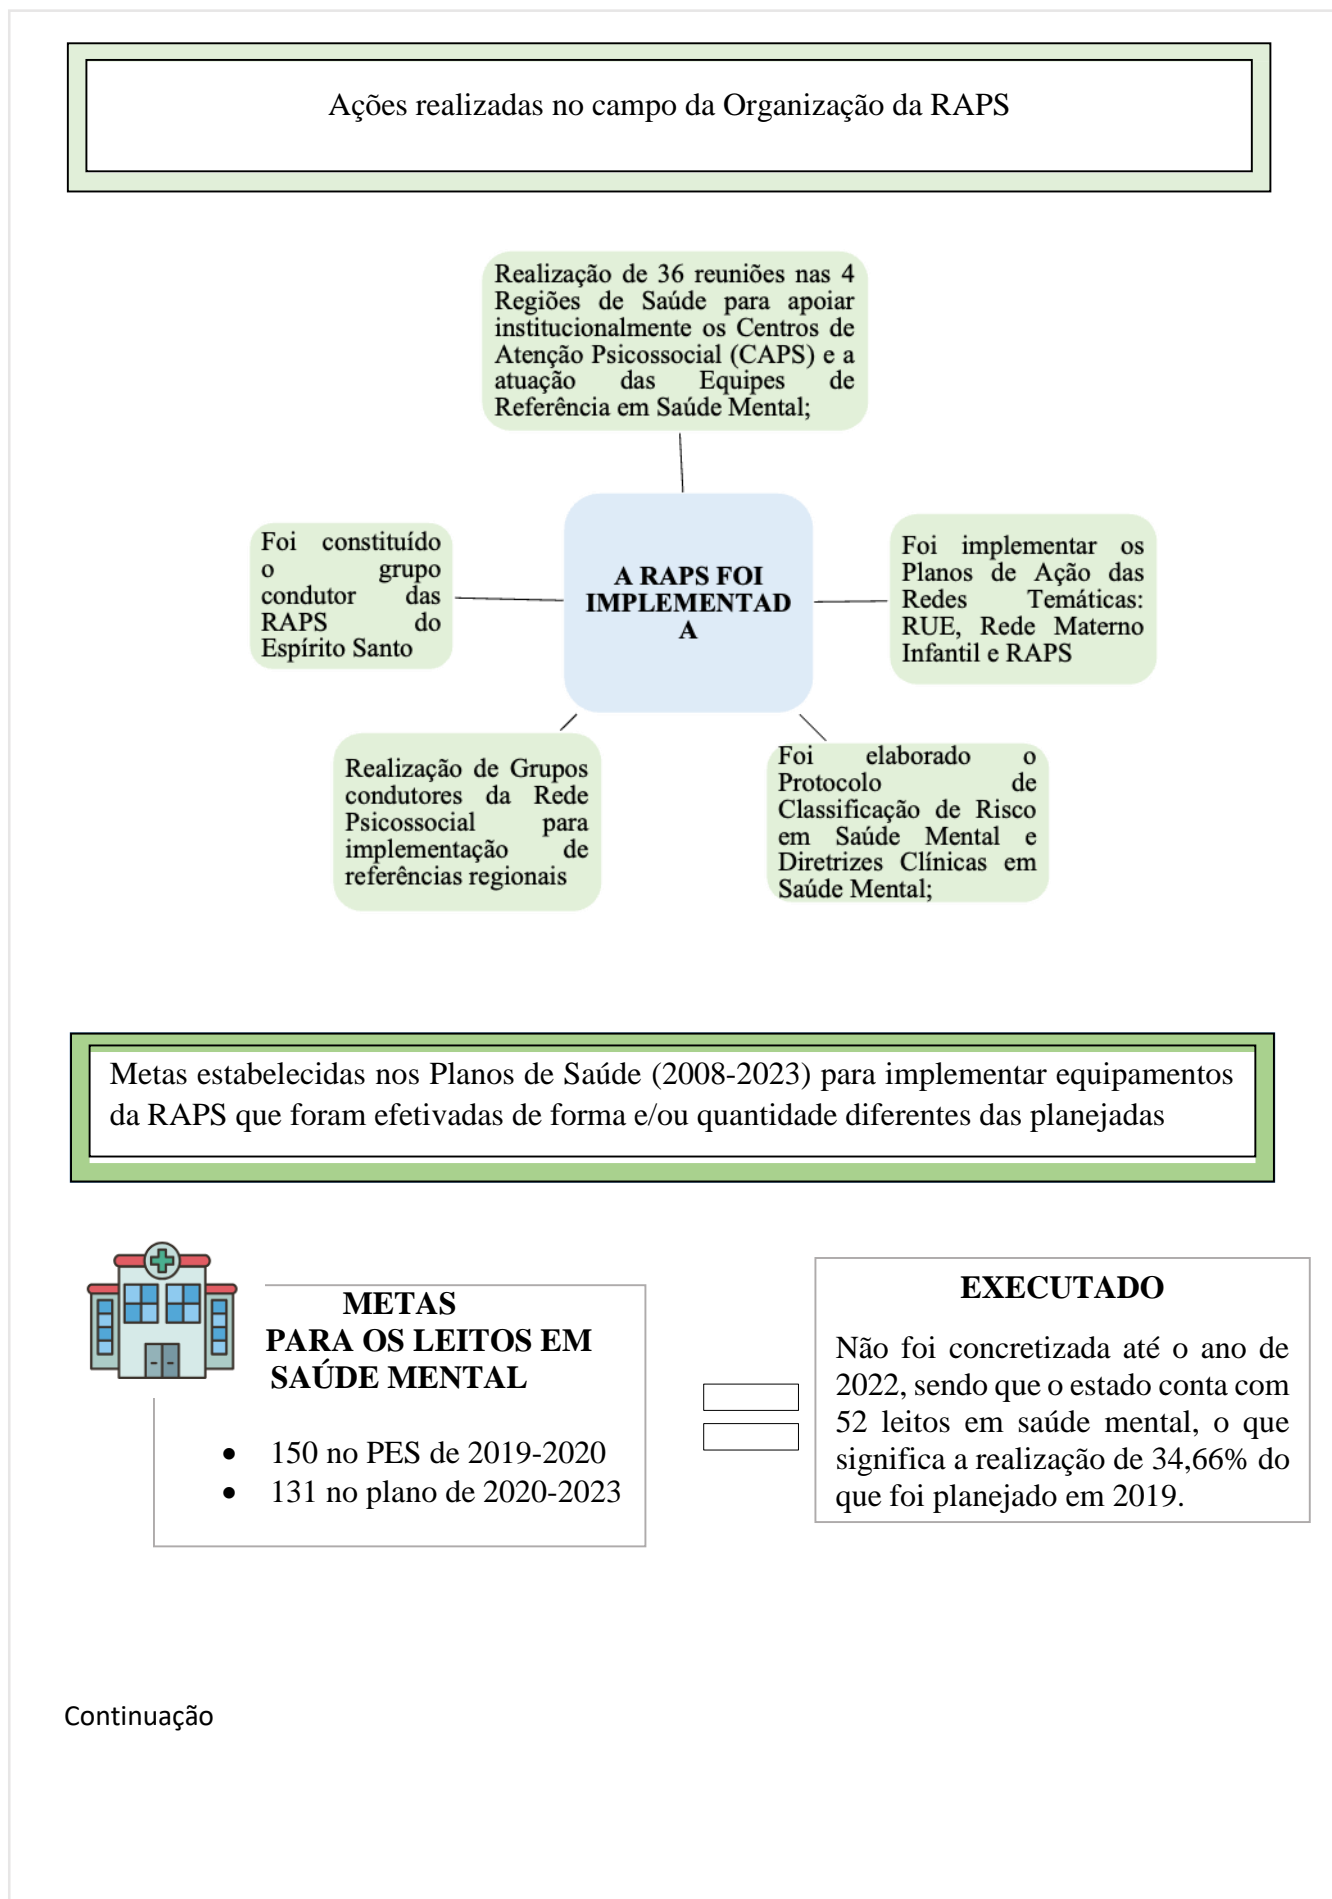 Ações realizadas no campo da Organização da RAPS
Realização de 36 reuniões nas 4
Regiões de Saúde para apoiar
institucionalmente os Centros de
Atenção Psicossocial (CAPS) e a
atuação das Equipes de
Referência em Saúde Mental;
Foi constituído
o grupo
condutor das
RAPS do
Espírito Santo
A RAPS FOI
IMPLEMENTAD
A
Foi implementar os
Planos de Ação das
Redes Temáticas:
RUE, Rede Materno
Infantil e RAPS
Realização de Grupos
condutores da Rede
Psicossocial para
implementação de
referências regionais
Foi elaborado o
Protocolo de
Classificação de Risco
em Saúde Mental e
Diretrizes Clínicas em
Saúde Mental;
Metas estabelecidas nos Planos de Saúde (2008-2023) para implementar equipamentos
da RAPS que foram efetivadas de forma e/ou quantidade diferentes das planejadas
METAS
PARA OS LEITOS EM
SAÚDE MENTAL
• 150 no PES de 2019-2020
• 131 no plano de 2020-2023
EXECUTADO
Não foi concretizada até o ano de
2022, sendo que o estado conta com
52 leitos em saúde mental, o que
significa a realização de 34,66% do
que foi planejado em 2019.
Continuação